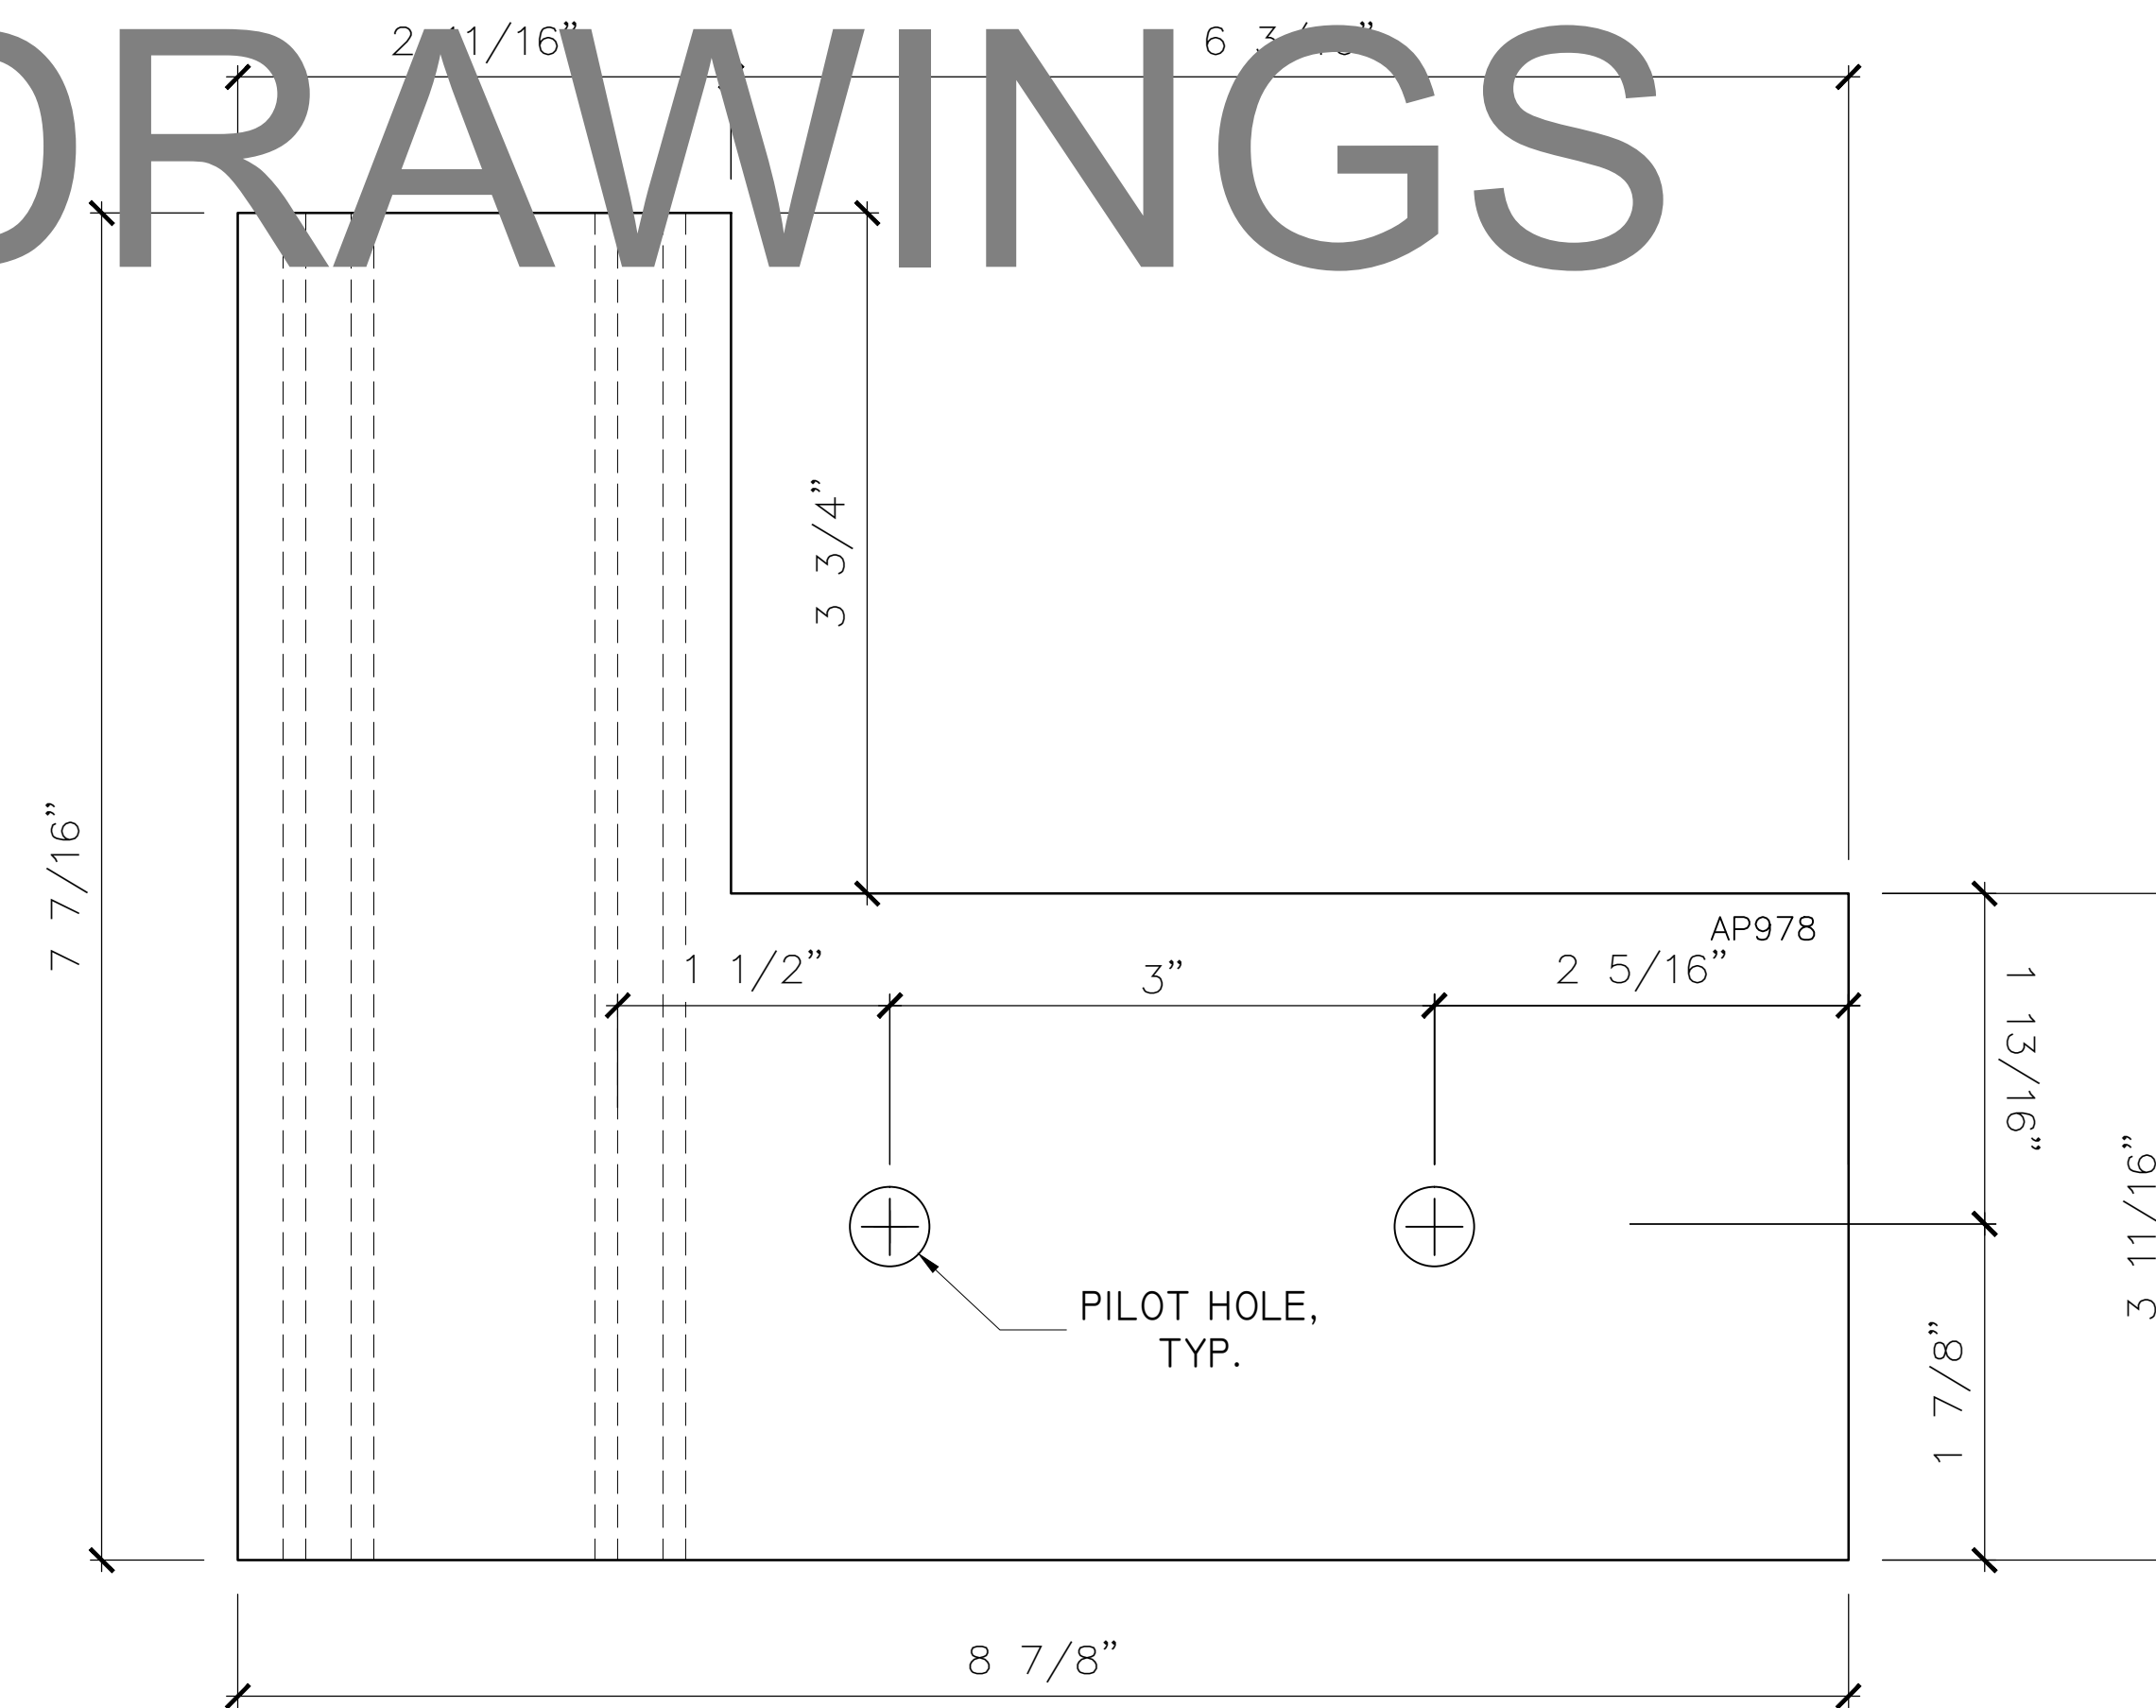 DRAWINGS
2 11/16”
6 3/16”
3 3/4”
7 7/16”
AP978
1 1/2”
3”
2 5/16”
1 13/16”
3 11/16”
PILOT HOLE,
TYP.
1 7/8”
8 7/8”